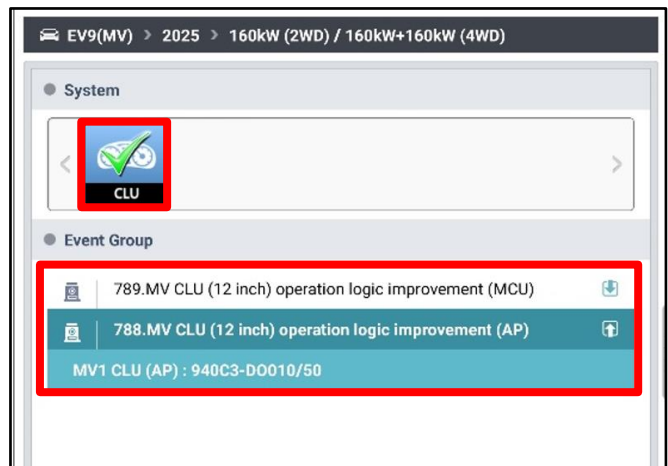 EV9(MV) > 2025 > 160kW (2WD) / 160kW+160kW (4WD)
System
CLU
Event Group
789.MV CLU (12 inch) operation logic improvement (MCU)
788.MV CLU (12 inch) operation logic improvement (AP)
MV1 CLU (AP) : 940C3-DO010/50